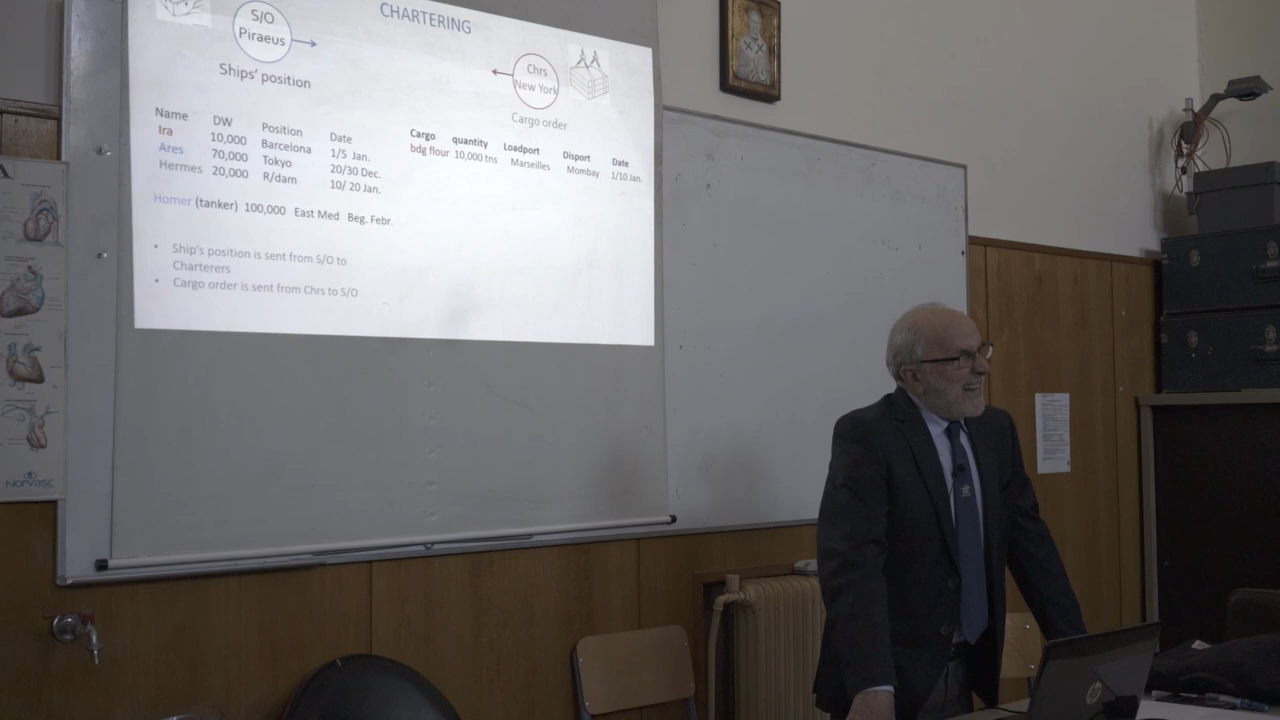 CHARTERING
S/O
Piraeus
Ships' position
Chrs
New York
Cargo order
Name DW Position Date
Ira 10,000 Barcelona 1/5 Jan.
Ares 70,000 Tokyo 20/30 Dec.
Hermes 20,000 R/dam 10/ 20 Jan.
Homer (tanker) 100,000 East Med Beg. Febr.
Cargo quantity Loadport Disport Date
bdg flour 10,000 tns Marseilles Mombay 1/10 Jan.
• Ship's position is sent from S/O to
Charterers
• Cargo order is sent from Chrs to S/O
NORVASC
hp